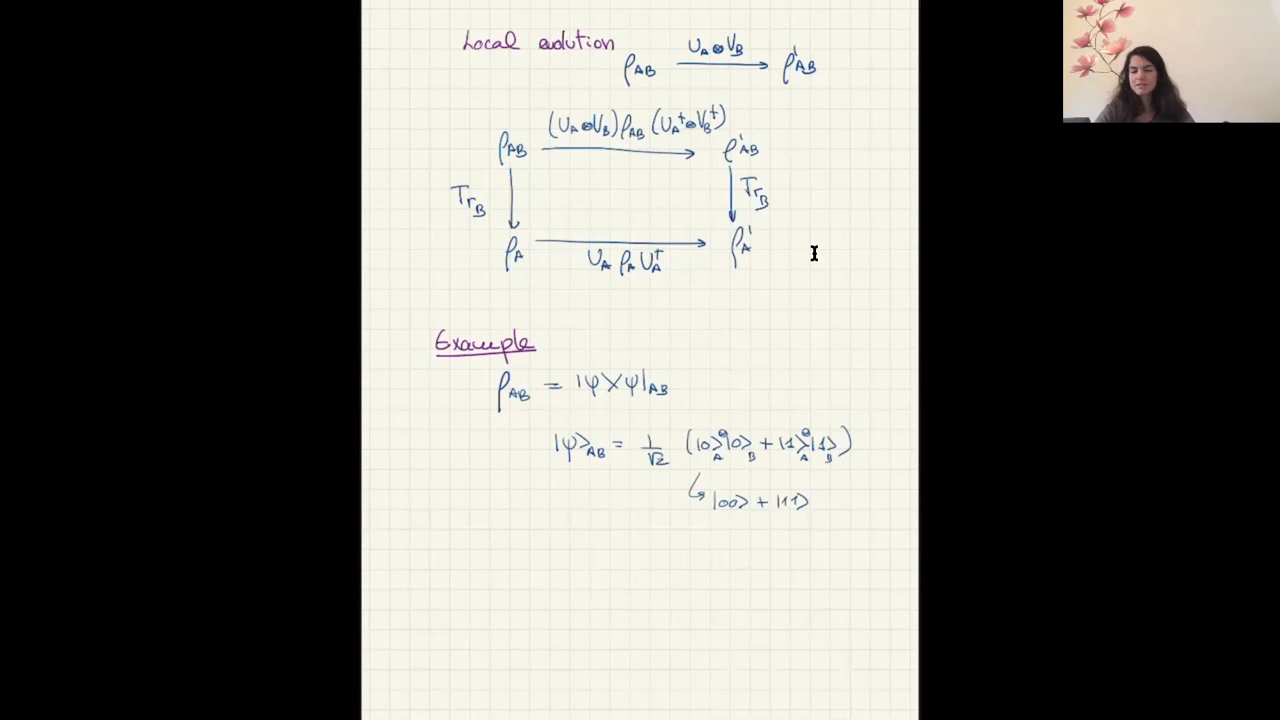 Local evolution
ρ_AB U_A⊗V_B → ρ'_AB
(U_A⊗V_B)ρ_AB(U_A†⊗V_B†)
ρ_AB → ρ'_AB
Tr_B ↓ ↓ Tr_B
ρ_A → ρ_A'
U_A ρ_A U_A†
Example
ρ_AB = |ψ⟩⟨ψ|_AB
|ψ⟩_AB = 1/√2 (|0⟩_A⊗|0⟩_B + |1⟩_A⊗|1⟩_B)
↳ |00⟩ + |11⟩